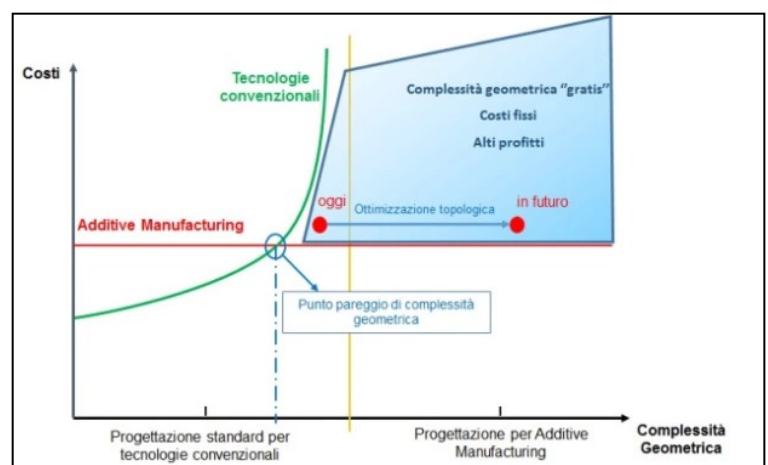 Costi
Tecnologie
convenzionali
Complessità geometrica “gratis”
Costi fissi
Alti profitti
oggi
Ottimizzazione topologica
in futuro
Additive Manufacturing
Punto pareggio di complessità
geometrica
Progettazione standard per
tecnologie convenzionali
Progettazione per Additive
Manufacturing
Complessità
Geometrica